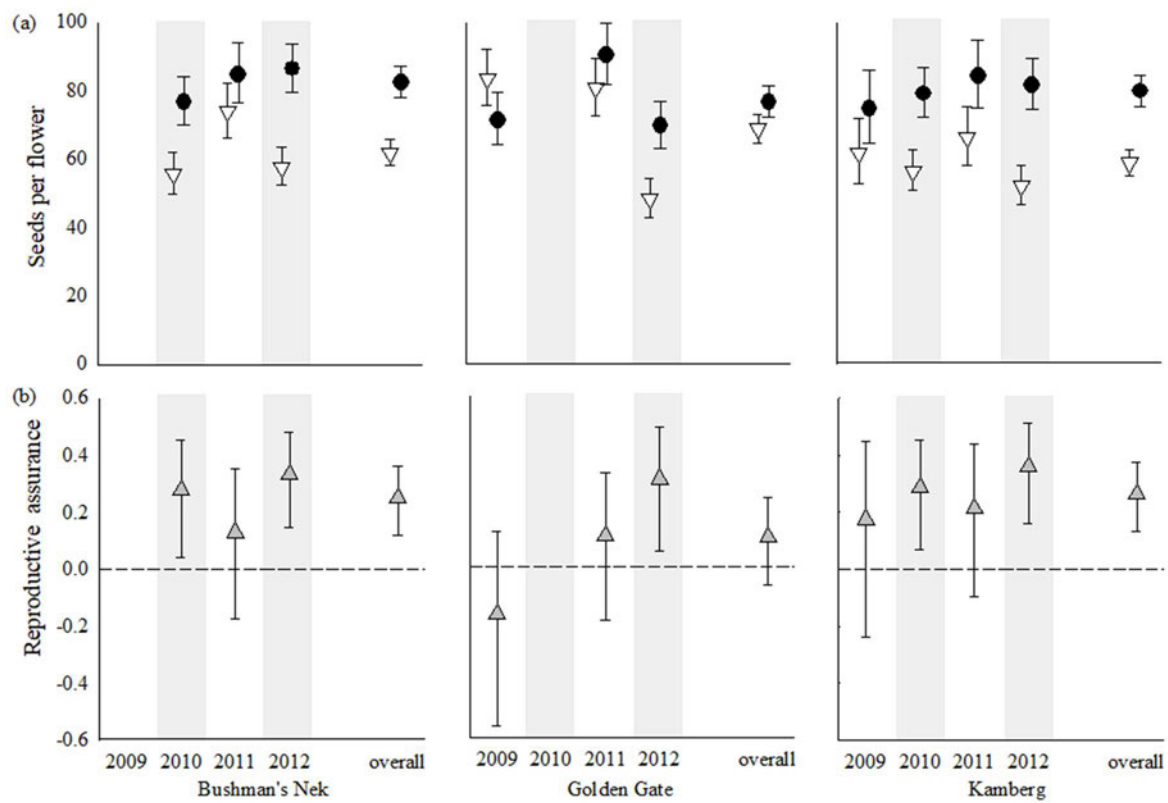 (a)
Seeds per flower
100
80
60
40
20
0
(b)
Reproductive assurance
0.6
0.4
0.2
0.0
-0.2
-0.4
-0.6
2009 2010 2011 2012 overall
Bushman's Nek
2009 2010 2011 2012 overall
Golden Gate
2009 2010 2011 2012 overall
Kamberg